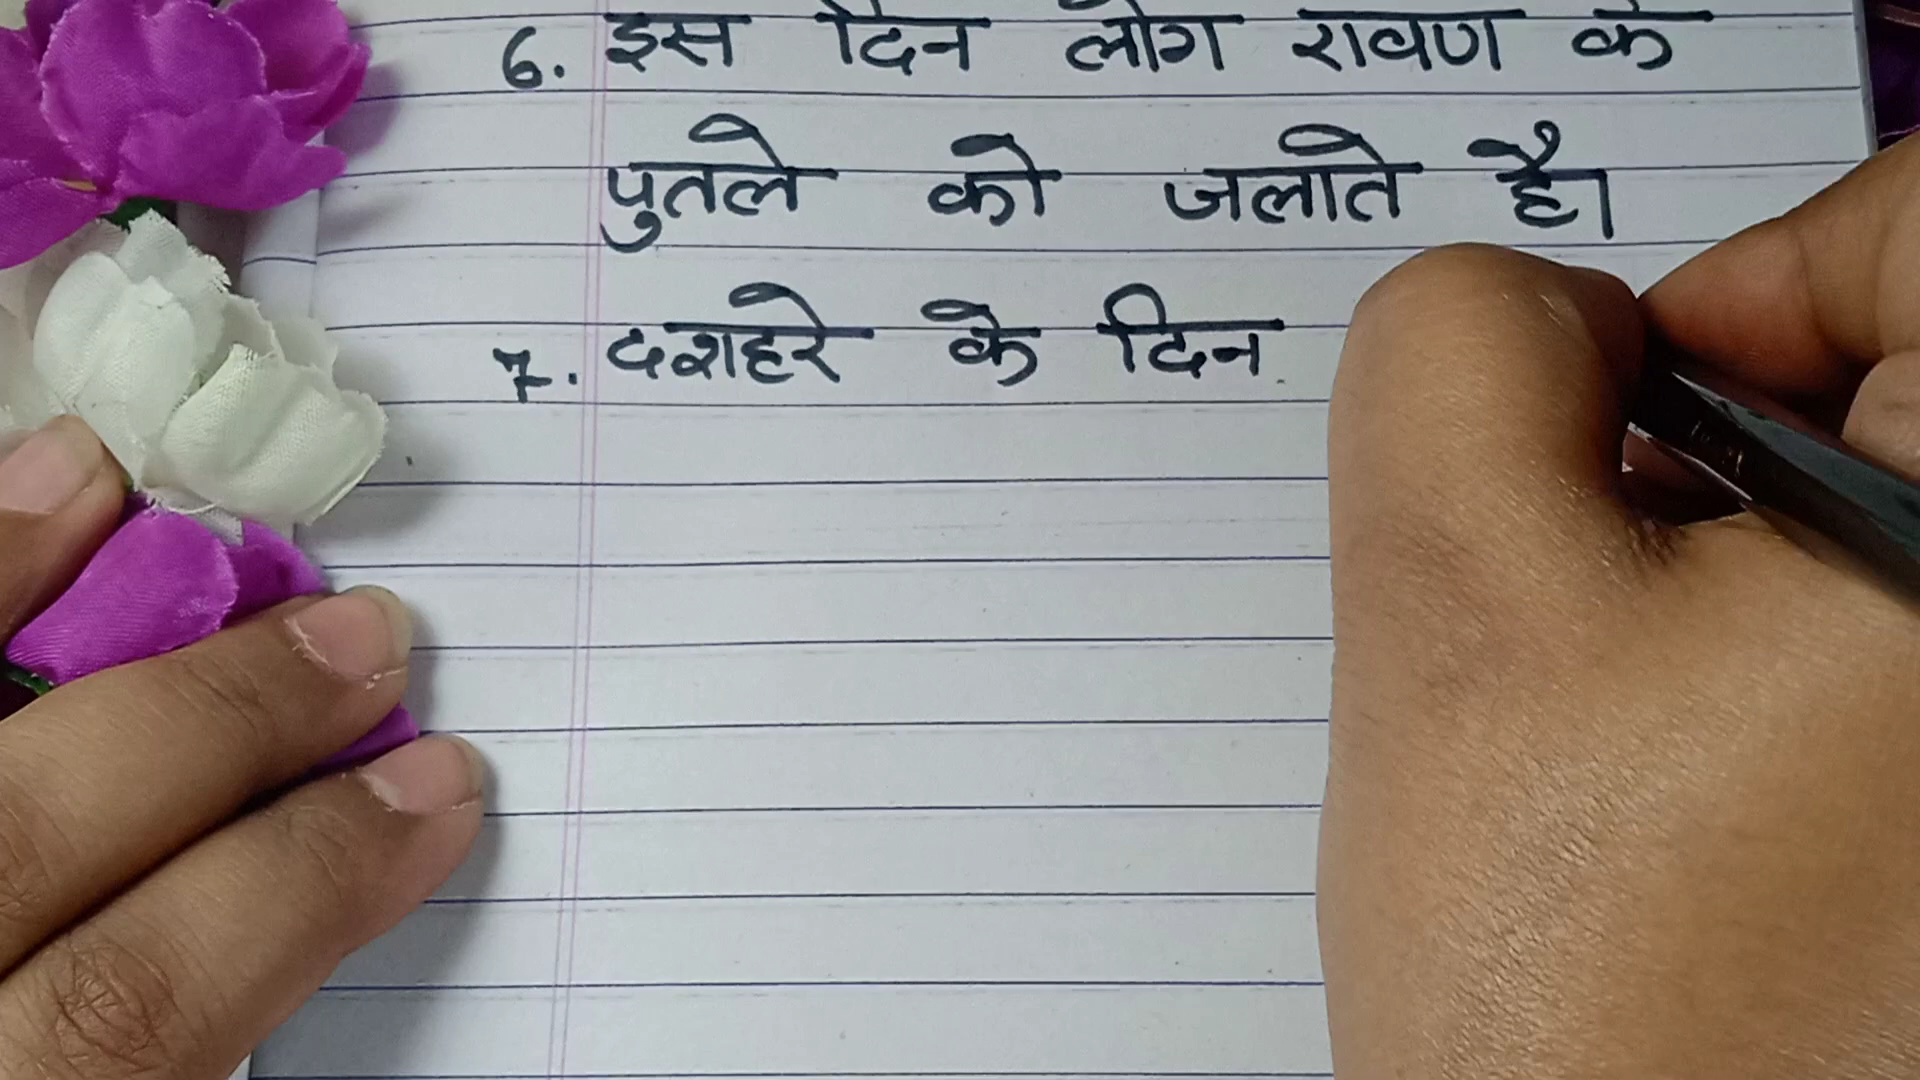 6. इस दिन लोग रावण के
पुतले को जलाते है।
7. दशहरे के दिन